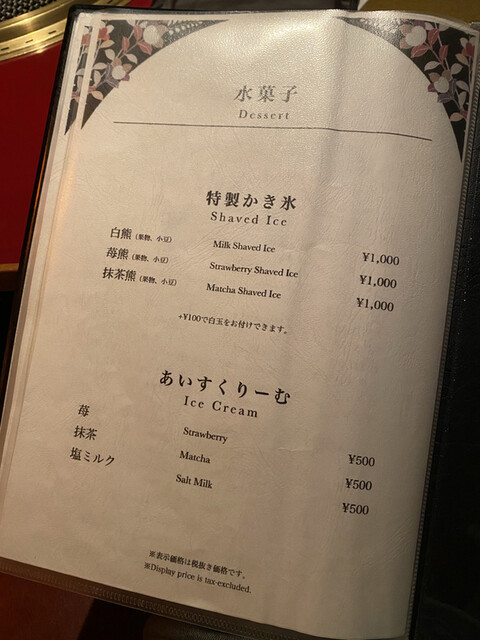 水菓子
Dessert
特製かき氷
Shaved Ice
白熊（果物、小豆） Milk Shaved Ice ¥1,000
苺熊（果物、小豆） Strawberry Shaved Ice ¥1,000
抹茶熊（果物、小豆） Matcha Shaved Ice ¥1,000
+¥100で白玉をお付けできます。
あいすくりーむ
Ice Cream
苺 Strawberry ¥500
抹茶 Matcha ¥500
塩ミルク Salt Milk ¥500
※表示価格は税抜き価格です。
※Display price is tax-excluded.